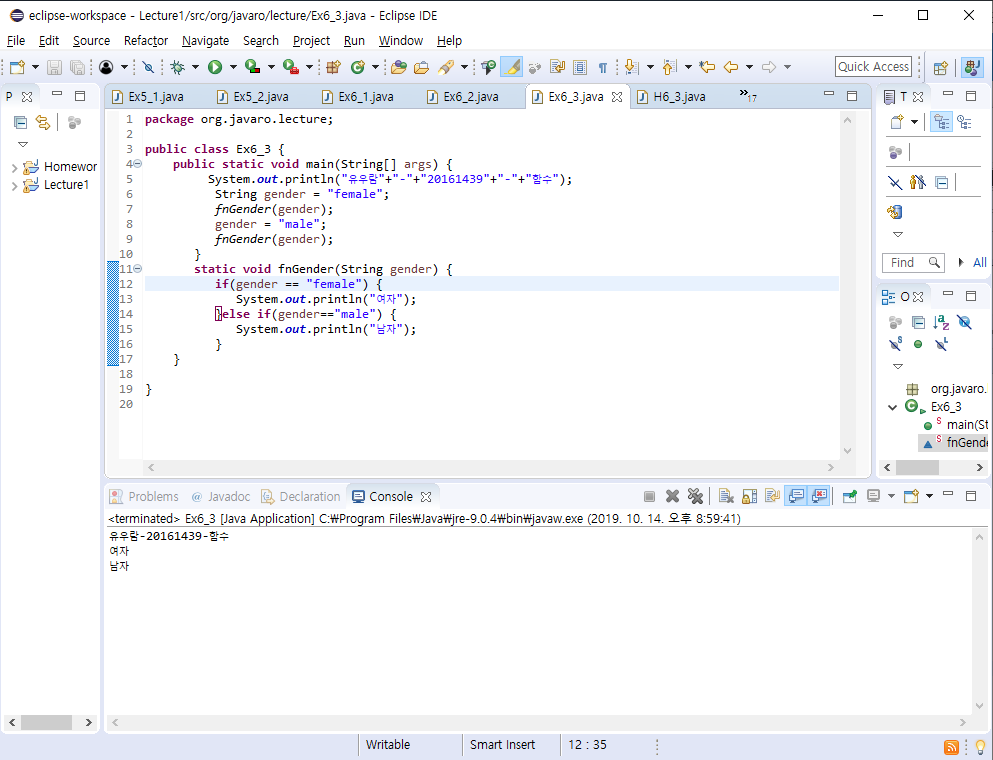 eclipse-workspace - Lecture1/src/org/javaro/lecture/Ex6_3.java - Eclipse IDE
File Edit Source Refactor Navigate Search Project Run Window Help
Quick Access
P
Ex5_1.java Ex5_2.java Ex6_1.java Ex6_2.java Ex6_3.java H6_3.java »17
T
Homewor
Lecture1
1 package org.javaro.lecture;
2
3 public class Ex6_3 {
4 public static void main(String[] args) {
5 System.out.println("유우람"+"-"+"20161439"+"-"+"함수");
6 String gender = "female";
7 fnGender(gender);
8 gender = "male";
9 fnGender(gender);
10 }
11 static void fnGender(String gender) {
12 if(gender == "female") {
13 System.out.println("여자");
14 }else if(gender=="male") {
15 System.out.println("남자");
16 }
17 }
18
19 }
20
Find All
O
org.javaro.
Ex6_3
main(St
fnGende
Problems @ Javadoc Declaration Console
<terminated> Ex6_3 [Java Application] C:₩Program Files₩Java₩jre-9.0.4₩bin₩javaw.exe (2019. 10. 14. 오후 8:59:41)
유우람-20161439-함수
여자
남자
Writable Smart Insert 12 : 35